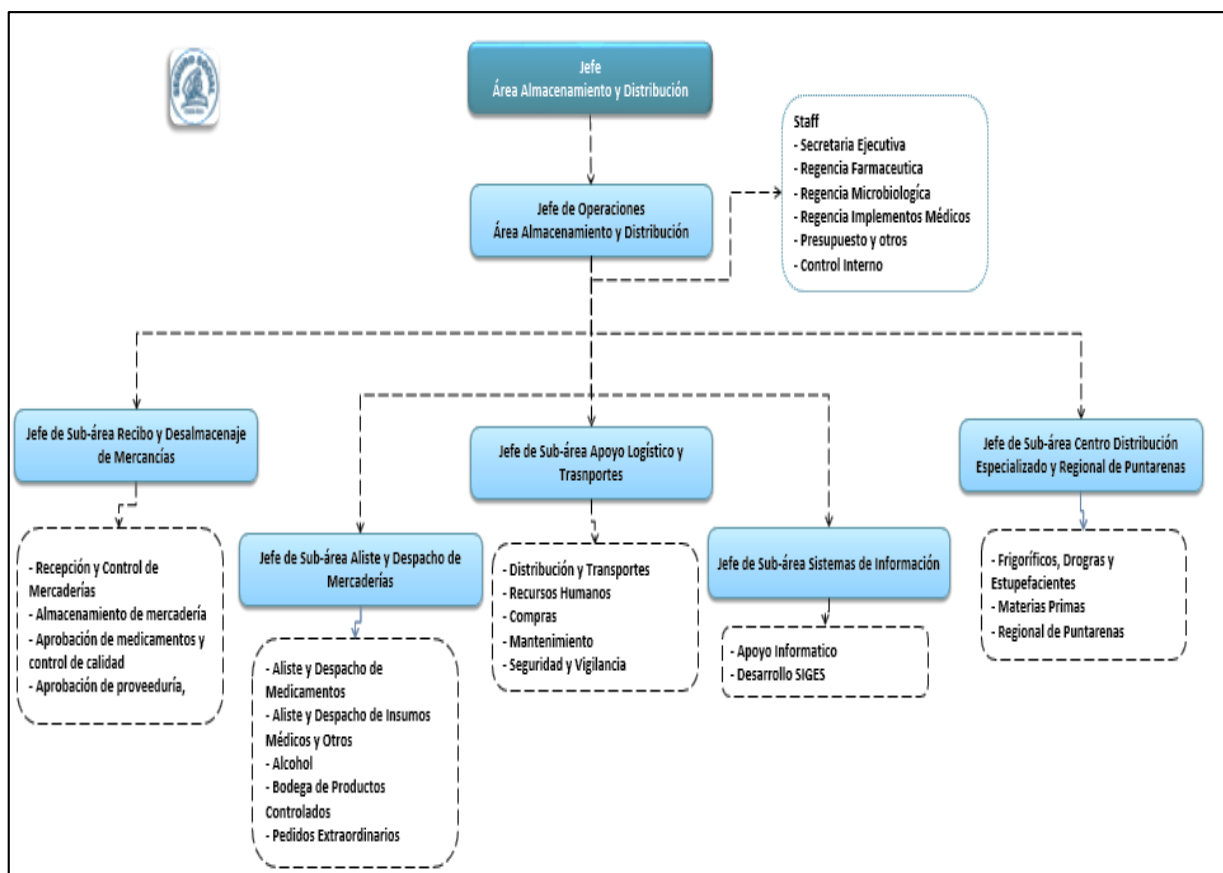 SEGURO SOCIAL
Jefe
Área Almacenamiento y Distribución
Staff
- Secretaria Ejecutiva
- Regencia Farmaceutica
- Regencia Microbiologíca
- Regencia Implementos Médicos
- Presupuesto y otros
- Control Interno
Jefe de Operaciones
Área Almacenamiento y Distribución
Jefe de Sub-área Recibo y Desalmacenaje
de Mercancías
- Recepción y Control de
Mercaderías
- Almacenamiento de mercadería
- Aprobación de medicamentos y
control de calidad
- Aprobación de proveeduría,
Jefe de Sub-área Aliste y Despacho de
Mercaderías
- Aliste y Despacho de
Medicamentos
- Aliste y Despacho de Insumos
Médicos y Otros
- Alcohol
- Bodega de Productos
Controlados
- Pedidos Extraordinarios
Jefe de Sub-área Apoyo Logístico y
Trasnportes
- Distribución y Transportes
- Recursos Humanos
- Compras
- Mantenimiento
- Seguridad y Vigilancia
Jefe de Sub-área Sistemas de Información
- Apoyo Informatico
- Desarrollo SIGES
Jefe de Sub-área Centro Distribución
Especializado y Regional de Puntarenas
- Frigoríficos, Drogras y
Estupefacientes
- Materias Primas
- Regional de Puntarenas